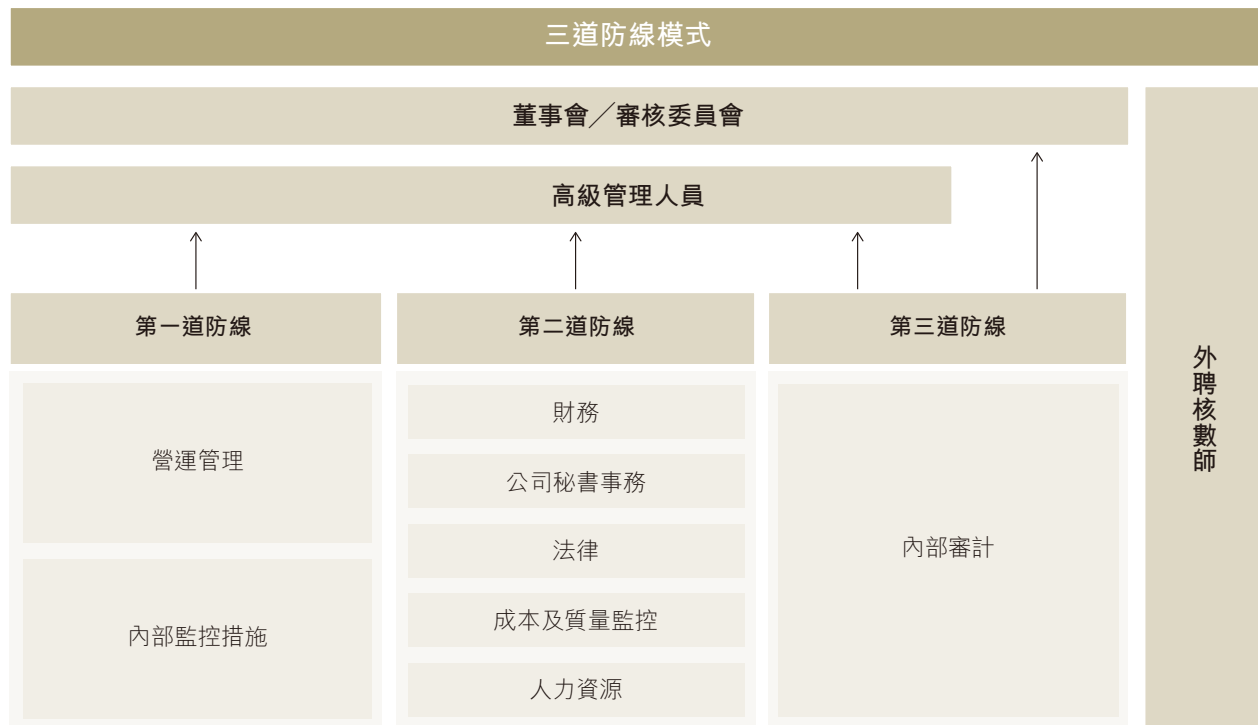 三道防線模式
董事會／審核委員會
高級管理人員
第一道防線
營運管理
內部監控措施
第二道防線
財務
公司秘書事務
法律
成本及質量監控
人力資源
第三道防線
內部審計
外聘核數師